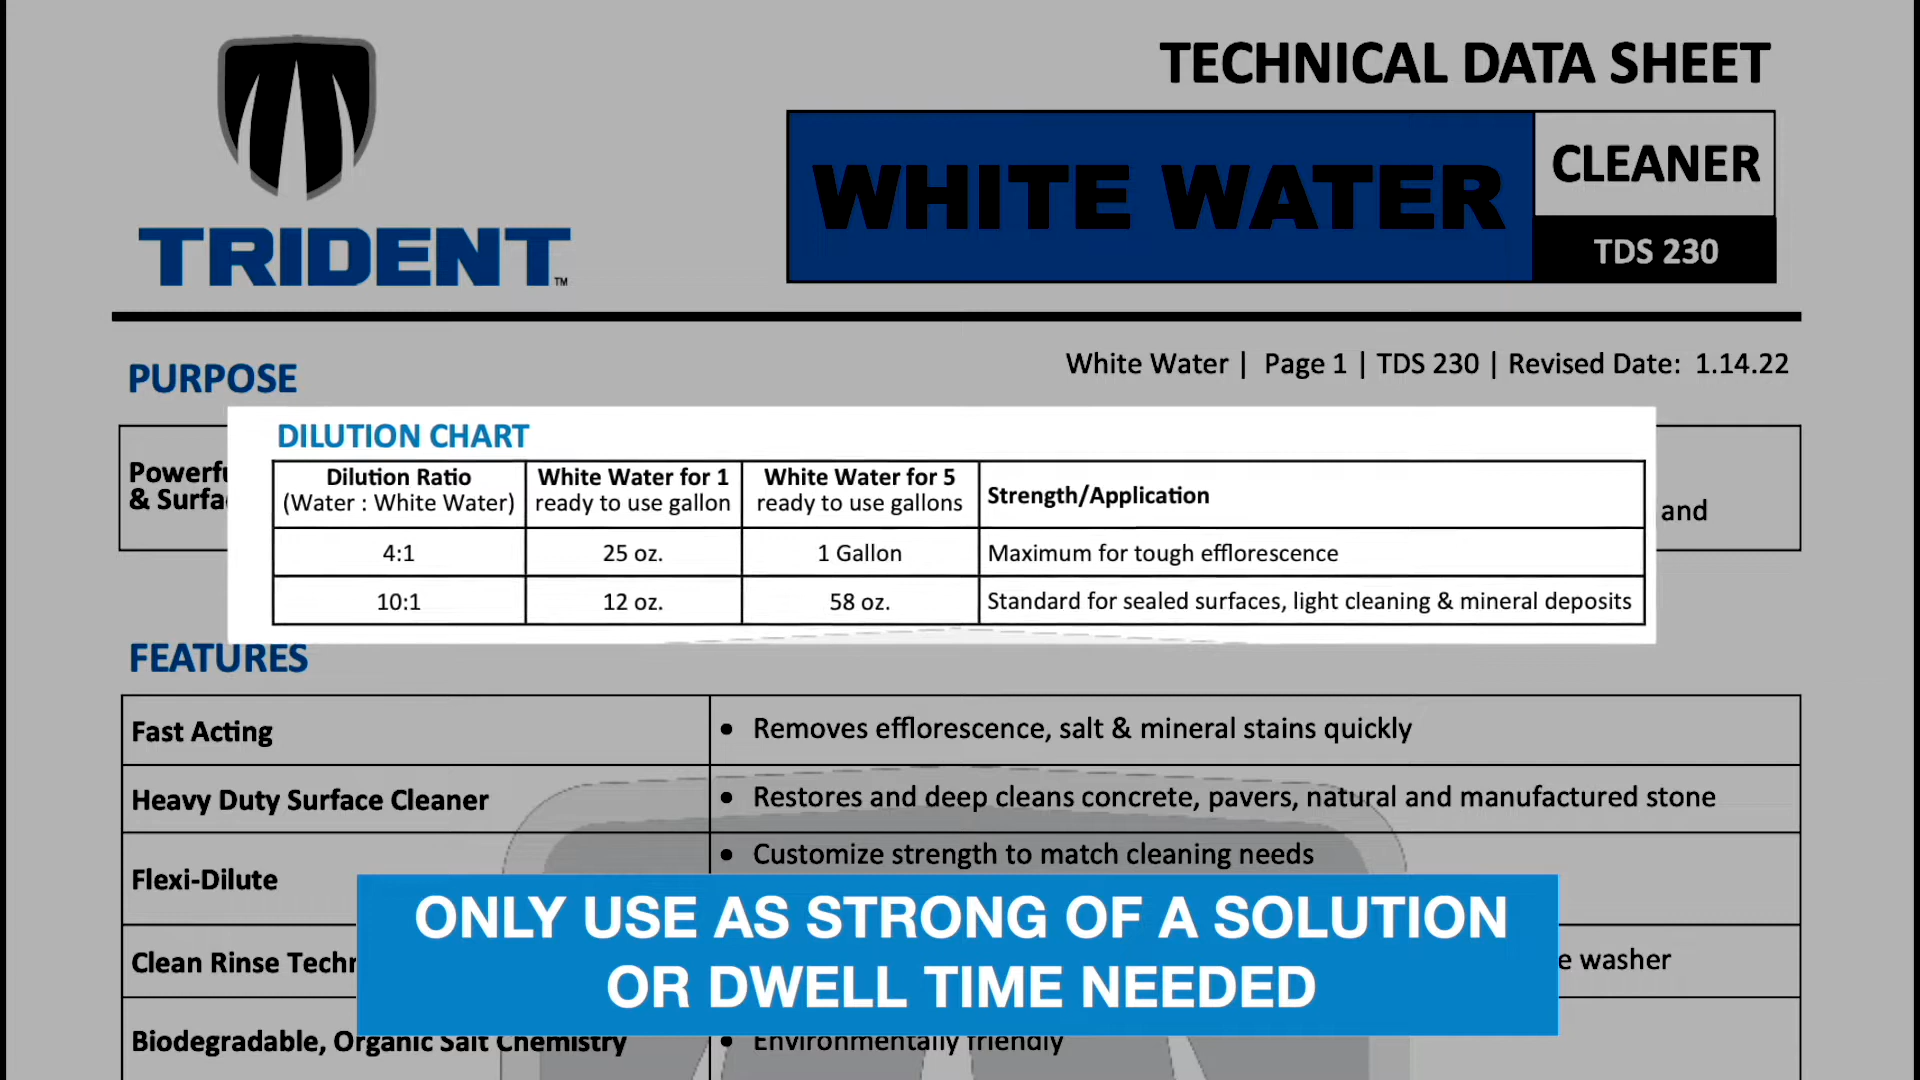 TRIDENT™
TECHNICAL DATA SHEET
WHITE WATER
CLEANER
TDS 230
PURPOSE
White Water | Page 1 | TDS 230 | Revised Date: 1.14.22
and
DILUTION CHART
Dilution Ratio
(Water : White Water)
White Water for 1
ready to use gallon
White Water for 5
ready to use gallons
Strength/Application
4:1 25 oz. 1 Gallon Maximum for tough efflorescence
10:1 12 oz. 58 oz. Standard for sealed surfaces, light cleaning & mineral deposits
FEATURES
Fast Acting • Removes efflorescence, salt & mineral stains quickly
Heavy Duty Surface Cleaner • Restores and deep cleans concrete, pavers, natural and manufactured stone
Flexi-Dilute • Customize strength to match cleaning needs
Clean Rinse washer
Biodegradable, Organic Salt Chemistry • Environmentally friendly
ONLY USE AS STRONG OF A SOLUTION
OR DWELL TIME NEEDED